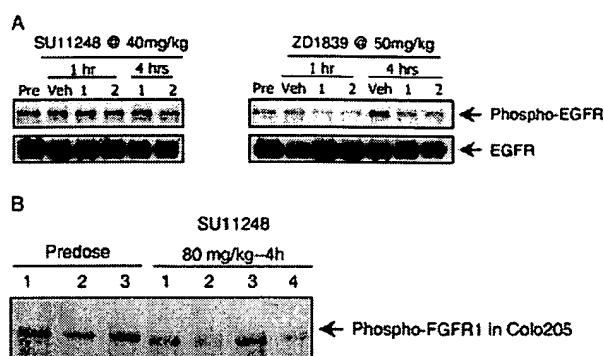 A
SU11248 @ 40mg/kg
ZD1839 @ 50mg/kg
1 hr
4 hrs
1 hr
4 hrs
Pre Veh 1 2 1 2
Pre Veh 1 2 Veh 1 2
Phospho-EGFR
EGFR
B
SU11248
Predose
80 mg/kg--4h
1 2 3 1 2 3 4
Phospho-FGFR1 in Colo205